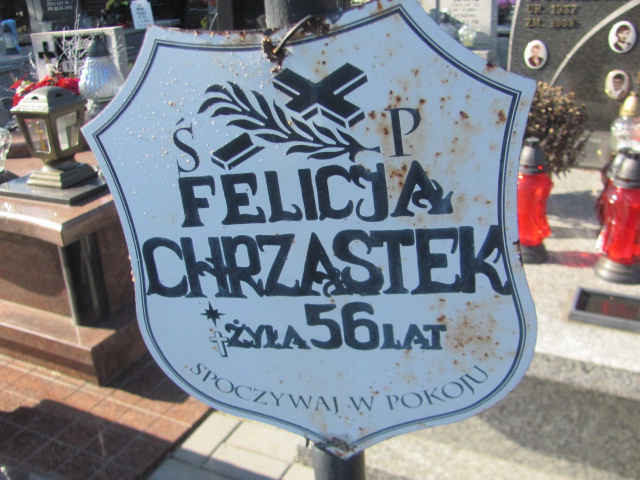 Ś P
FELICJA
CHRZĄSTEK
ŻYŁA 56 LAT
SPOCZYWAJ W POKOJU